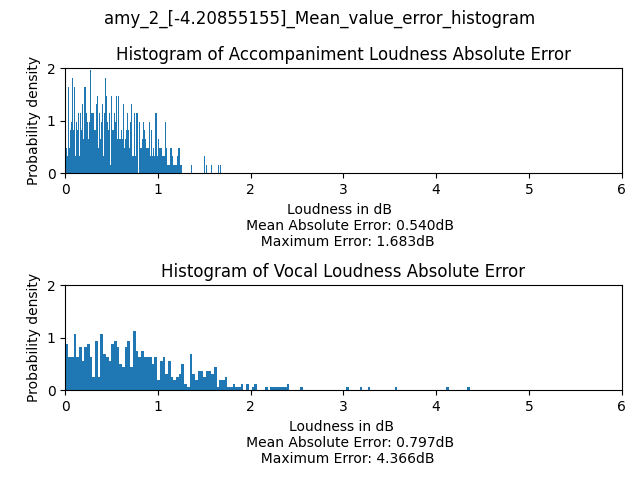 amy_2_[-4.20855155]_Mean_value_error_histogram
Histogram of Accompaniment Loudness Absolute Error
Probability density
2
1
0
0 1 2 3 4 5 6
Loudness in dB
Mean Absolute Error: 0.540dB
Maximum Error: 1.683dB
Histogram of Vocal Loudness Absolute Error
Probability density
2
1
0
0 1 2 3 4 5 6
Loudness in dB
Mean Absolute Error: 0.797dB
Maximum Error: 4.366dB